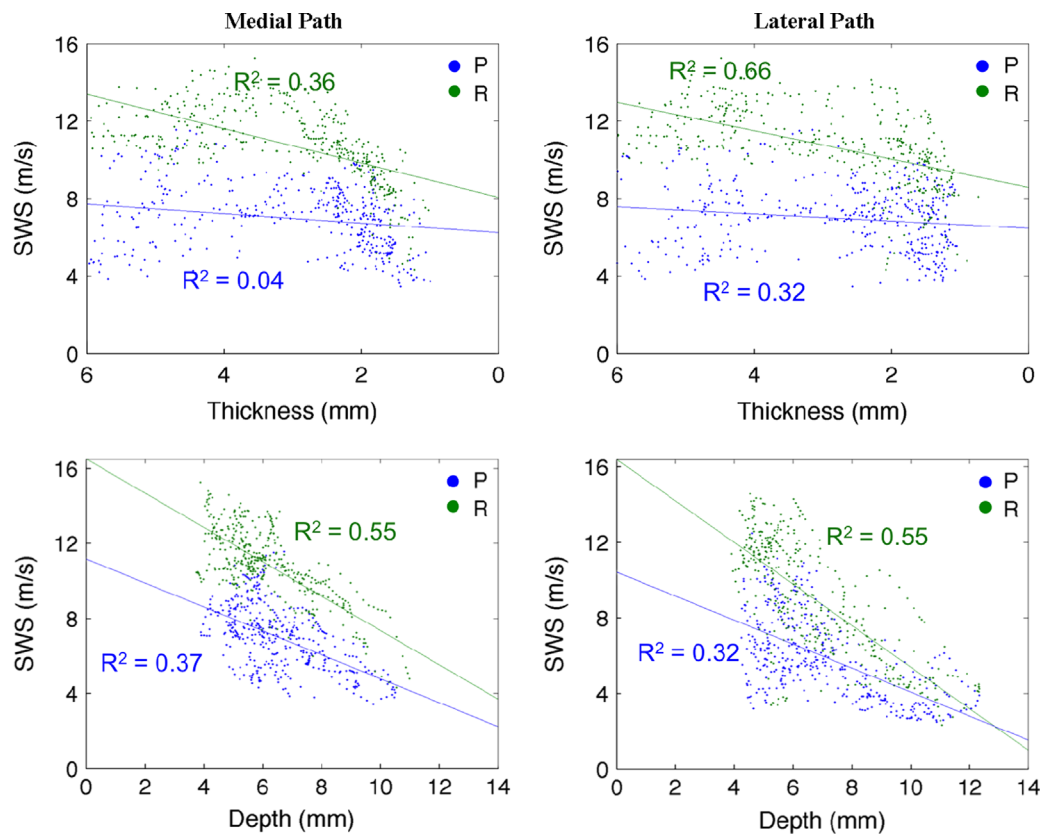 Medial Path
Lateral Path
16
12
8
4
0
SWS (m/s)
R² = 0.36
R² = 0.04
P
R
6
4
2
0
Thickness (mm)
16
12
8
4
0
SWS (m/s)
R² = 0.66
R² = 0.32
P
R
6
4
2
0
Thickness (mm)
16
12
8
4
0
SWS (m/s)
R² = 0.55
R² = 0.37
P
R
0
2
4
6
8
10
12
14
Depth (mm)
16
12
8
4
0
SWS (m/s)
R² = 0.55
R² = 0.32
P
R
0
2
4
6
8
10
12
14
Depth (mm)